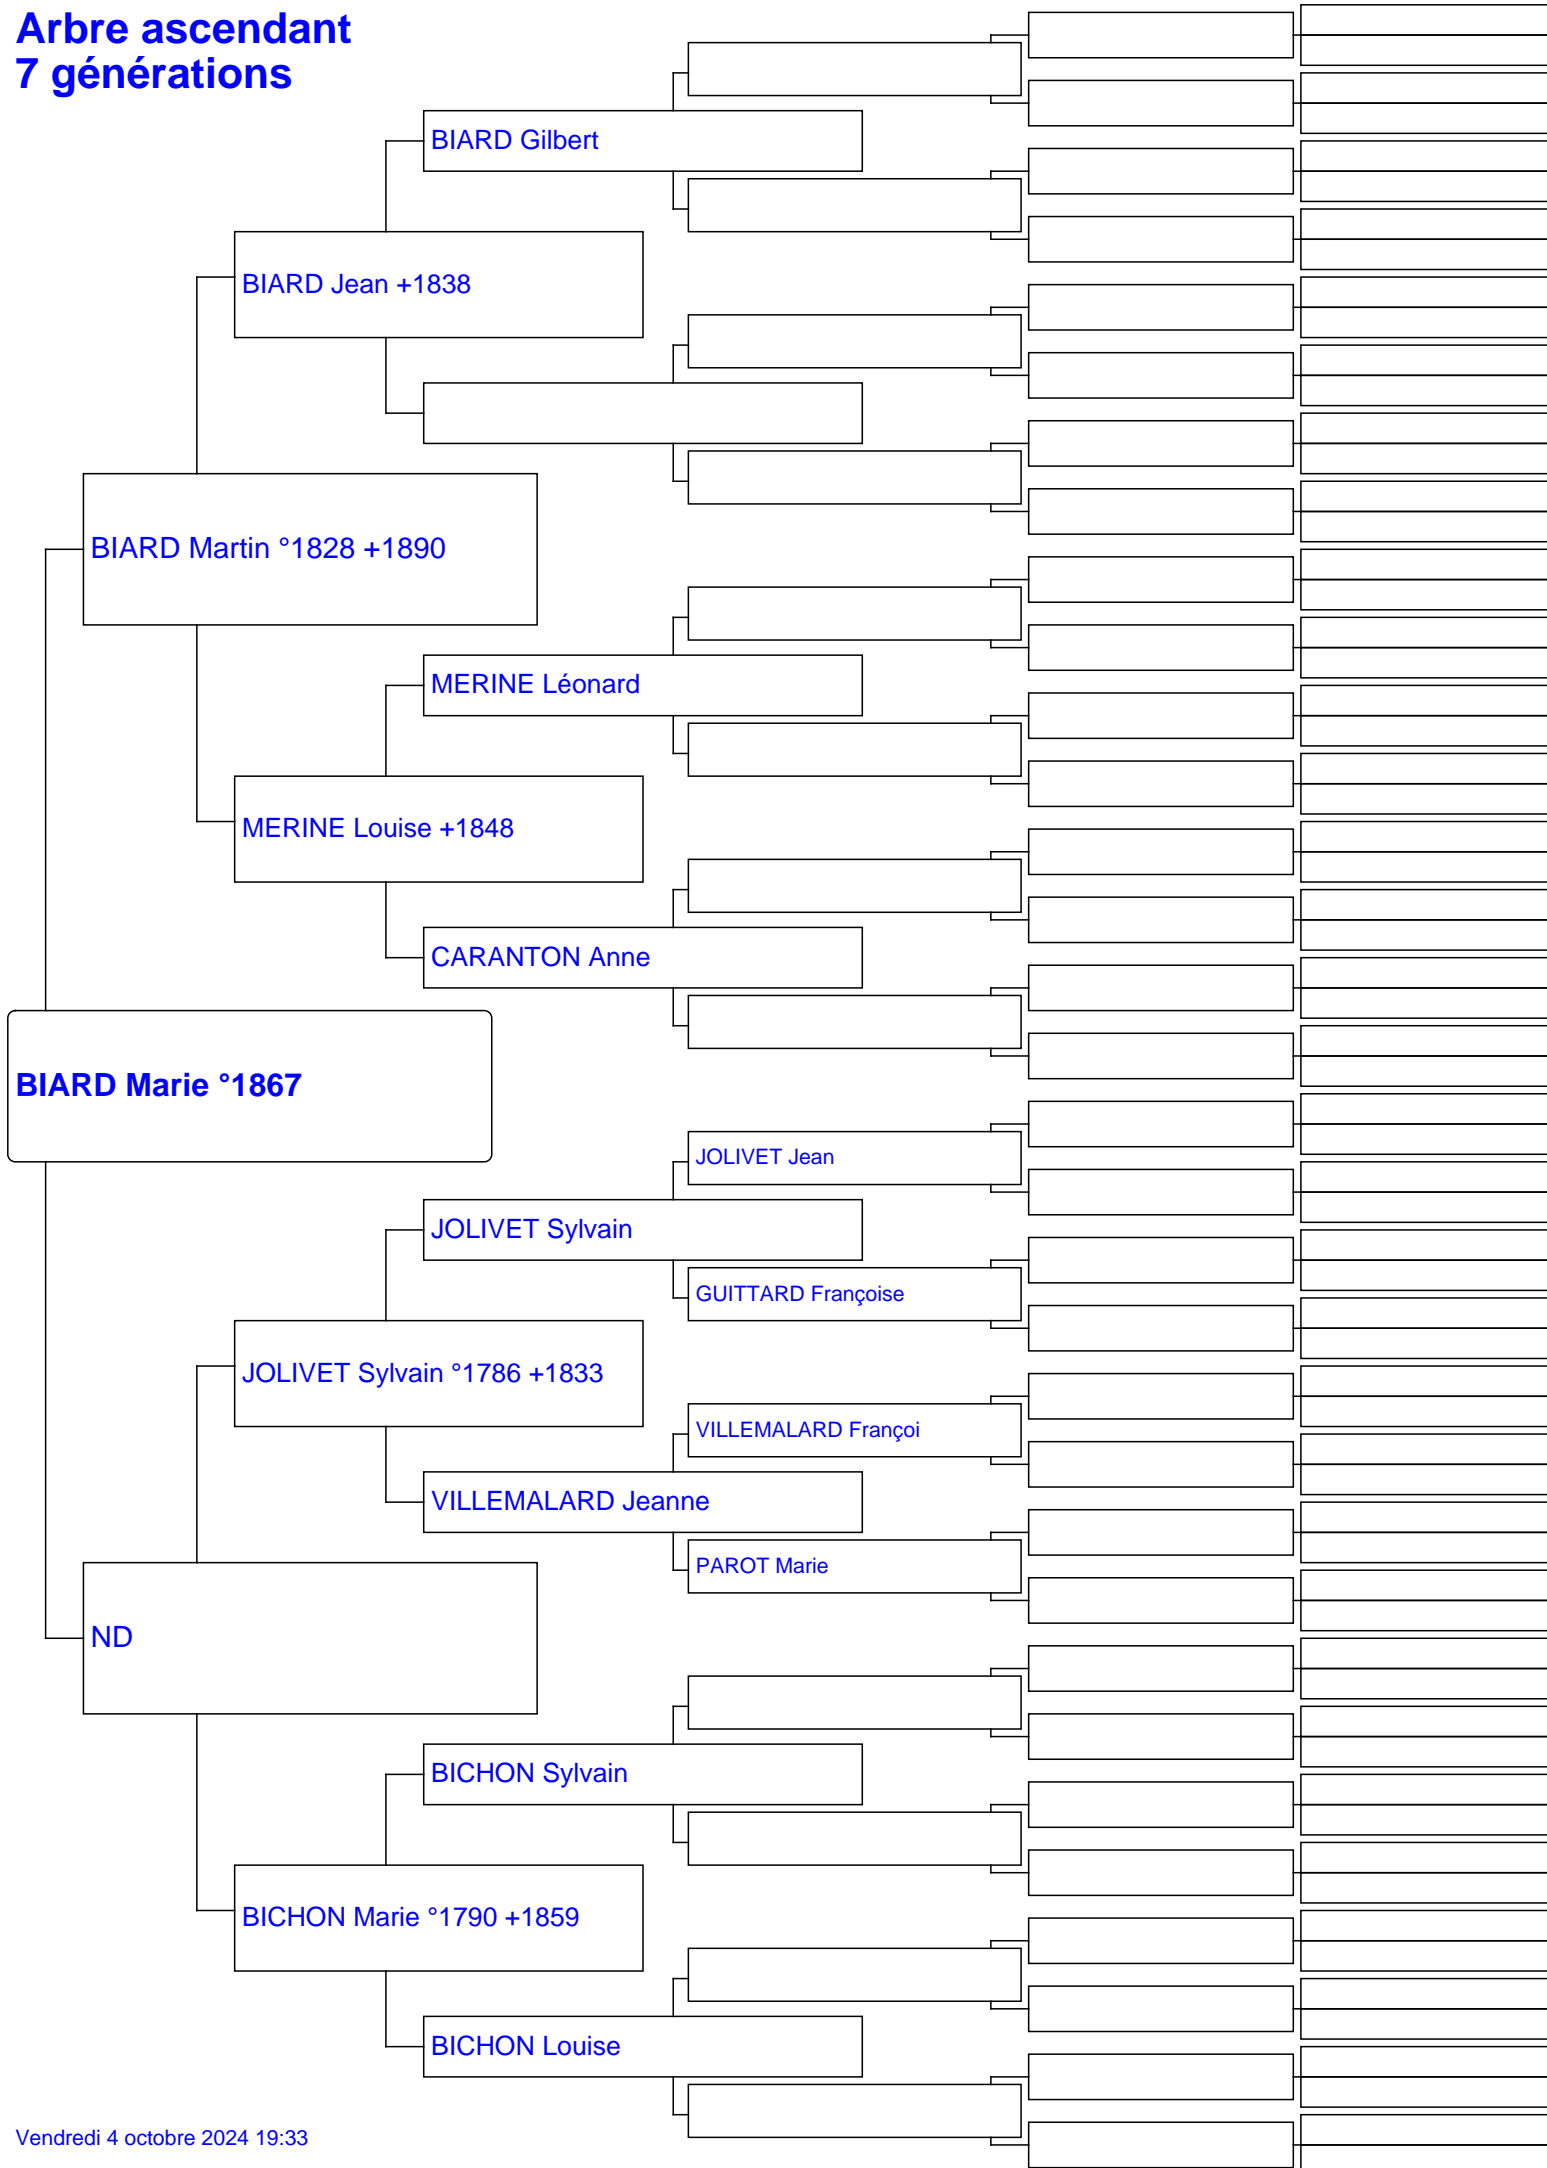 Arbre ascendant
7 générations
BIARD Gilbert
BIARD Jean +1838
BIARD Martin °1828 +1890
MERINE Léonard
MERINE Louise +1848
CARANTON Anne
BIARD Marie °1867
JOLIVET Jean
JOLIVET Sylvain
GUITTARD Françoise
JOLIVET Sylvain °1786 +1833
VILLEMALARD Françoi
VILLEMALARD Jeanne
PAROT Marie
ND
BICHON Sylvain
BICHON Marie °1790 +1859
BICHON Louise
Vendredi 4 octobre 2024 19:33